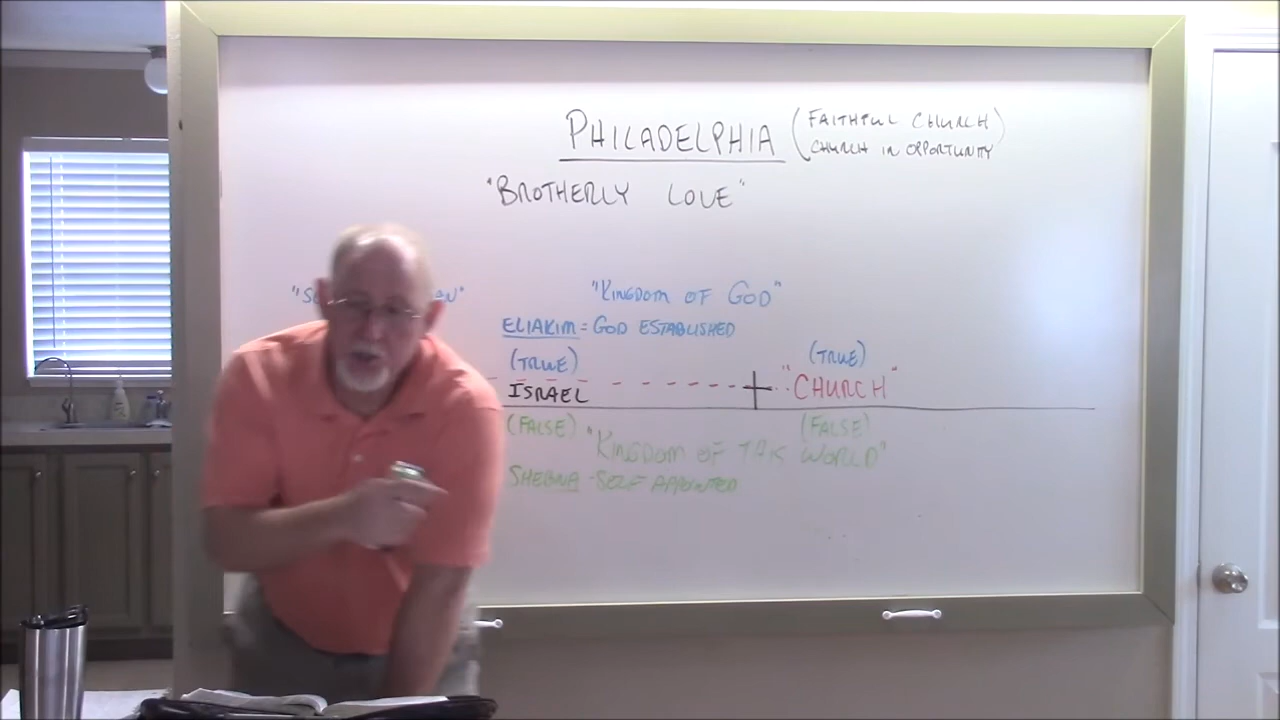 PHILADELPHIA (FAITHFUL CHURCH)
CHURCH IN OPPORTUNITY
"BROTHERLY LOVE"
"KINGDOM OF GOD"
ELIAKIM = GOD ESTABLISHED
(TRUE) (TRUE)
ISRAEL "CHURCH"
(FALSE) (FALSE)
"KINGDOM OF THE WORLD"
SHEBNA - SELF APPOINTED